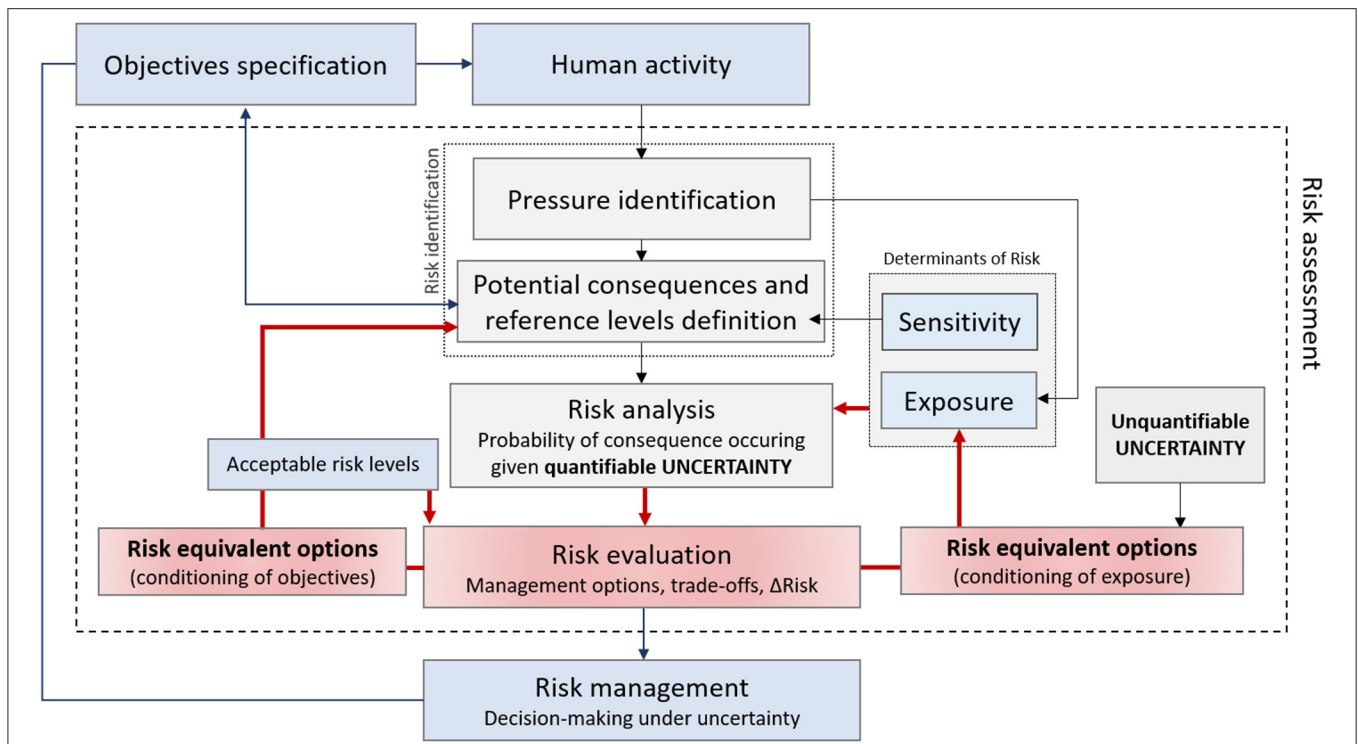 Objectives specification
Human activity
Risk identification
Pressure identification
Risk assessment
Determinants of Risk
Potential consequences and
reference levels definition
Sensitivity
Exposure
Risk analysis
Probability of consequence occuring
given quantifiable UNCERTAINTY
Unquantifiable
UNCERTAINTY
Acceptable risk levels
Risk equivalent options
(conditioning of objectives)
Risk evaluation
Management options, trade-offs, ΔRisk
Risk equivalent options
(conditioning of exposure)
Risk management
Decision-making under uncertainty